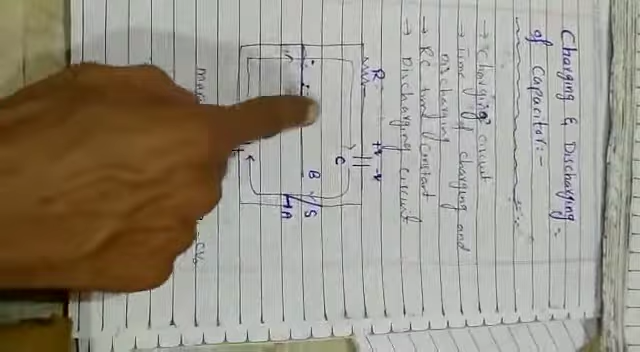 Charging & Discharging
of Capacitor:-
→ Charging circuit
→ Time of charging and
discharging
→ RC time constant
→ Discharging circuit
R
C
B
S
A